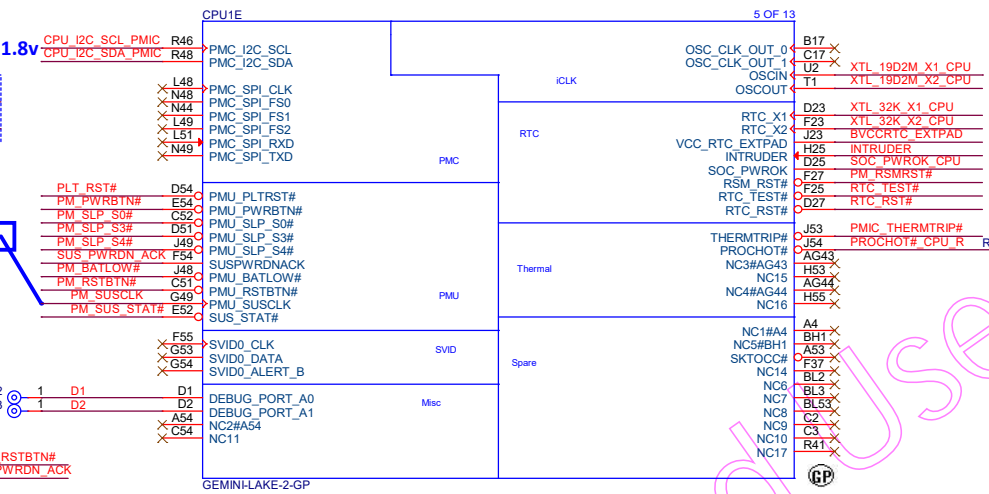 CPU1E 5 OF 13
1.8v
CPU_I2C_SCL_PMIC R46 PMC_I2C_SCL
CPU_I2C_SDA_PMIC R48 PMC_I2C_SDA
L48 PMC_SPI_CLK
N48 PMC_SPI_FS0
N44 PMC_SPI_FS1
L49 PMC_SPI_FS2
L51 PMC_SPI_RXD
N49 PMC_SPI_TXD
PMC
PLT_RST# D54 PMU_PLTRST#
PM_PWRBTN# E54 PMU_PWRBTN#
PM_SLP_S0# C52 PMU_SLP_S0#
PM_SLP_S3# D51 PMU_SLP_S3#
PM_SLP_S4# J49 PMU_SLP_S4#
SUS_PWRDN_ACK F54 SUSPWRDNACK
PM_BATLOW# J48 PMU_BATLOW#
PM_RSTBTN# C51 PMU_RSTBTN#
PM_SUSCLK G49 PMU_SUSCLK
PM_SUS_STAT# E52 SUS_STAT#
PMU
F55 SVID0_CLK
G53 SVID0_DATA
G54 SVID0_ALERT_B
SVID
1 D1 D1 DEBUG_PORT_A0
1 D2 D2 DEBUG_PORT_A1
A54 NC2#A54
C54 NC11
Misc
RSTBTN#
PWRDN_ACK
OSC_CLK_OUT_0 B17
OSC_CLK_OUT_1 C17
OSCIN U2 XTL_19D2M_X1_CPU
OSCOUT T1 XTL_19D2M_X2_CPU
iCLK
RTC_X1 D23 XTL_32K_X1_CPU
RTC_X2 F23 XTL_32K_X2_CPU
VCC_RTC_EXTPAD J23 BVCCRTC_EXTPAD
INTRUDER H25 INTRUDER
SOC_PWROK D25 SOC_PWROK_CPU
RSM_RST# F27 PM_RSMRST#
RTC_TEST# F25 RTC_TEST#
RTC_RST# D27 RTC_RST#
RTC
THERMTRIP# J53 PMIC_THERMTRIP#
PROCHOT# J54 PROCHOT#_CPU_R R
NC3#AG43 AG43
NC15 H53
NC4#AG44 AG44
NC16 H55
Thermal
NC1#A4 A4
NC5#BH1 BH1
SKTOCC# A53
NC14 F37
NC6 BL2
NC7 BL3
NC8 BL53
NC9 C2
NC10 C3
NC17 R41
Spare
GEMINI-LAKE-2-GP
GP
d Use